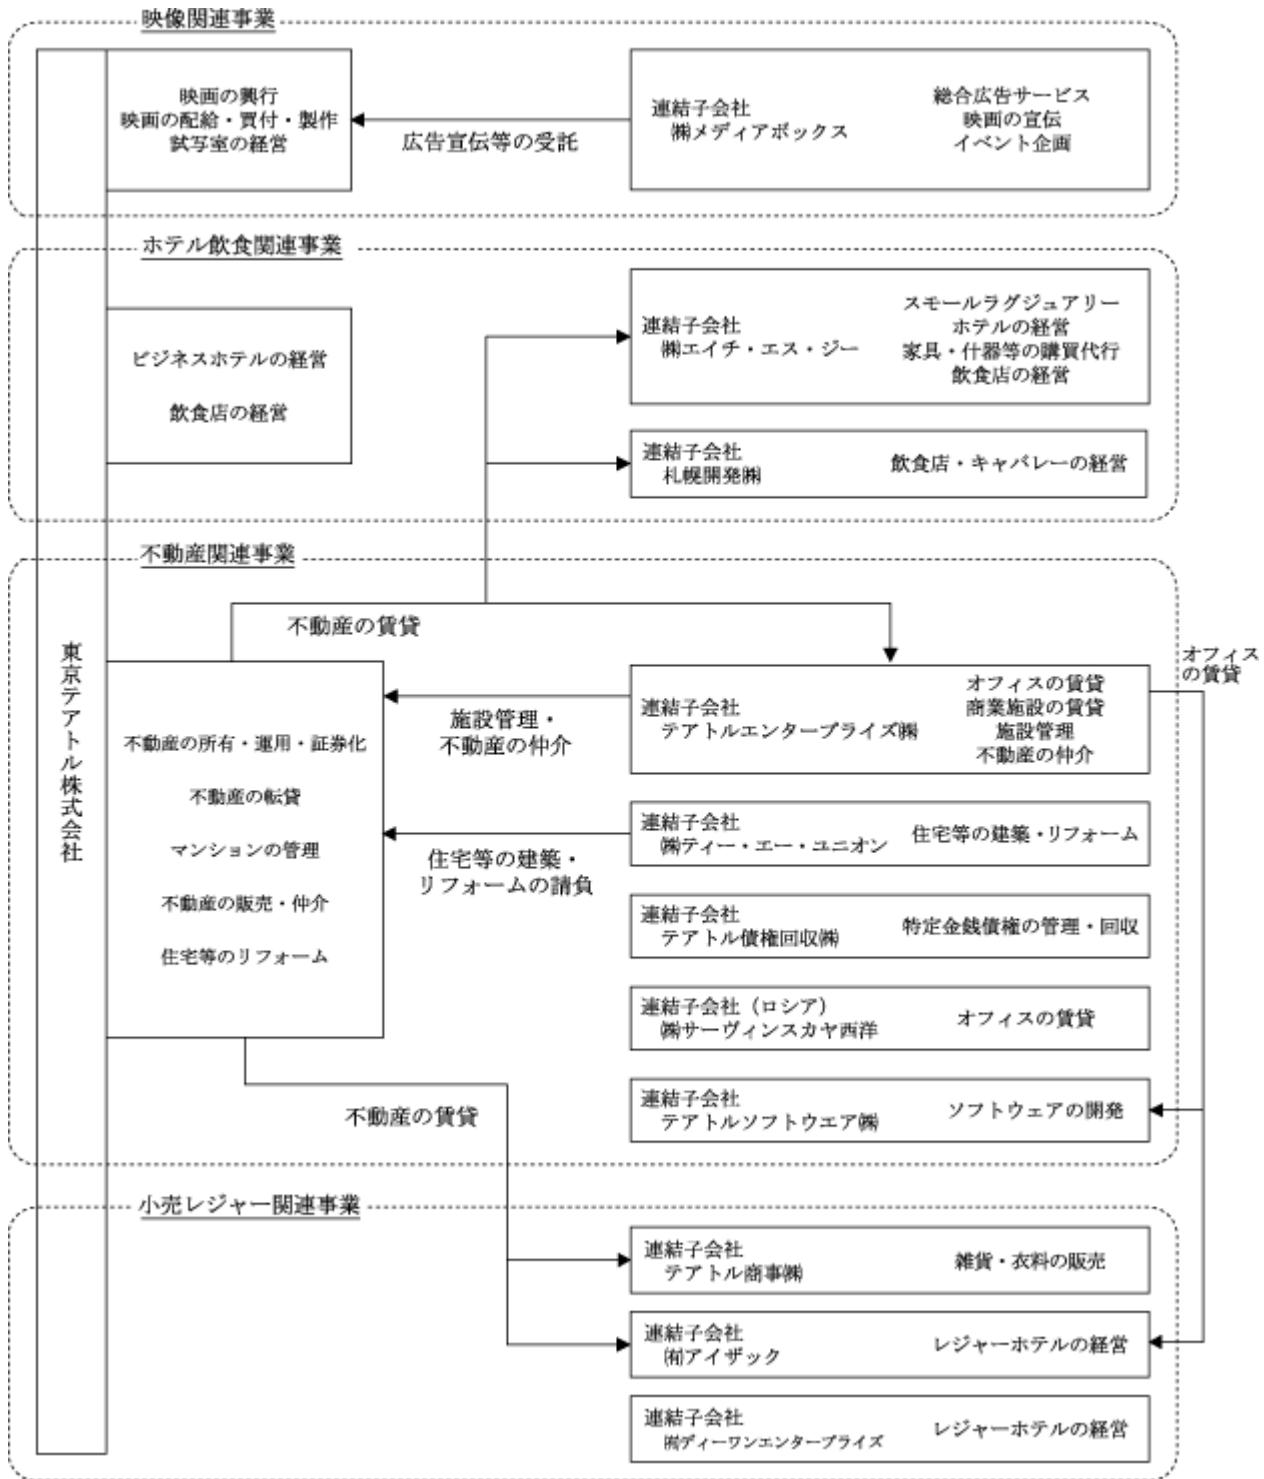 映像関連事業
映画の興行
映画の配給・買付・製作
試写室の経営
広告宣伝等の受託
連結子会社
㈱メディアボックス
総合広告サービス
映画の宣伝
イベント企画
ホテル飲食関連事業
ビジネスホテルの経営
飲食店の経営
連結子会社
㈱エイチ・エス・ジー
スモールラグジュアリー
ホテルの経営
家具・什器等の購買代行
飲食店の経営
連結子会社
札幌開発㈱
飲食店・キャバレーの経営
不動産関連事業
不動産の賃貸
東京テアトル株式会社
不動産の所有・運用・証券化
不動産の転貸
マンションの管理
不動産の販売・仲介
住宅等のリフォーム
施設管理・
不動産の仲介
住宅等の建築・
リフォームの請負
連結子会社
テアトルエンタープライズ㈱
オフィスの賃貸
商業施設の賃貸
施設管理
不動産の仲介
オフィス
の賃貸
連結子会社
㈱ティー・エー・ユニオン
住宅等の建築・リフォーム
連結子会社
テアトル債権回収㈱
特定金銭債権の管理・回収
連結子会社（ロシア）
㈱サーヴィンスカヤ西洋
オフィスの賃貸
連結子会社
テアトルソフトウエア㈱
ソフトウェアの開発
不動産の賃貸
小売レジャー関連事業
連結子会社
テアトル商事㈱
雑貨・衣料の販売
連結子会社
㈲アイザック
レジャーホテルの経営
連結子会社
㈲ディーワンエンタープライズ
レジャーホテルの経営